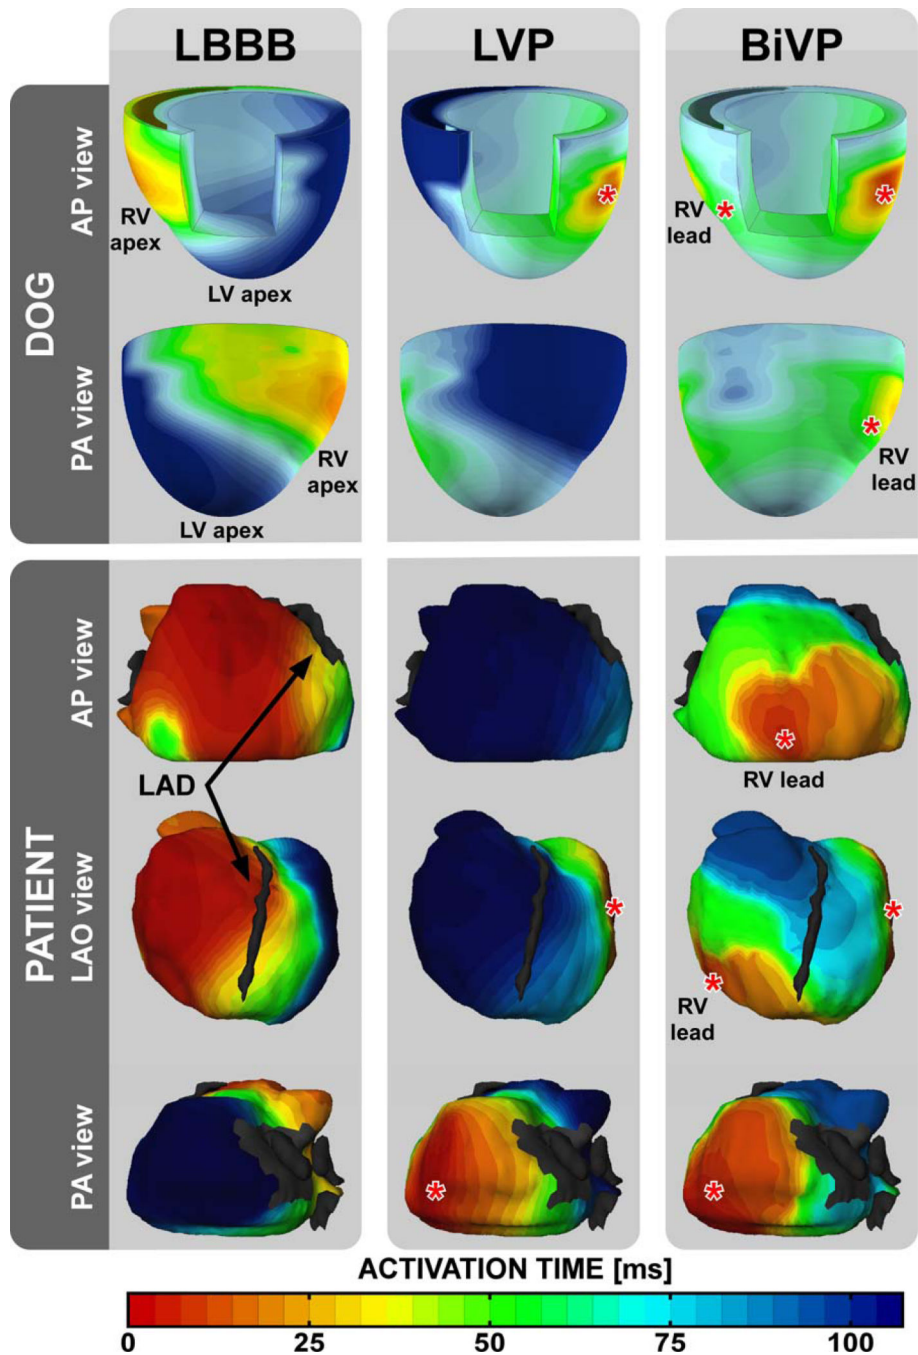 LBBB
LVP
BiVP
DOG
AP view
RV
apex
LV apex
*
RV
lead
*
*
PA view
RV
apex
LV apex
*
RV
lead
PATIENT
AP view
LAD
*
RV lead
LAO view
*
*
*
RV
lead
PA view
*
*
ACTIVATION TIME [ms]
0 25 50 75 100